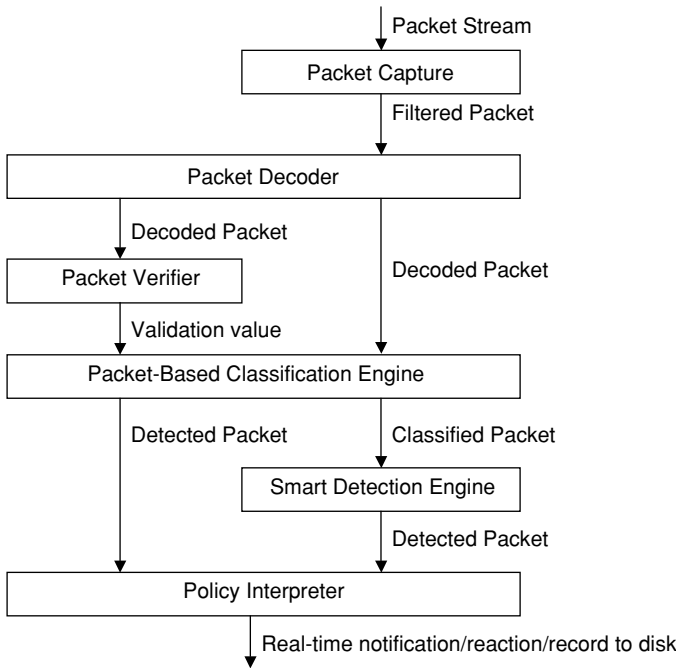 Packet Stream
Packet Capture
Filtered Packet
Packet Decoder
Decoded Packet
Packet Verifier
Decoded Packet
Validation value
Packet-Based Classification Engine
Detected Packet
Classified Packet
Smart Detection Engine
Detected Packet
Policy Interpreter
Real-time notification/reaction/record to disk